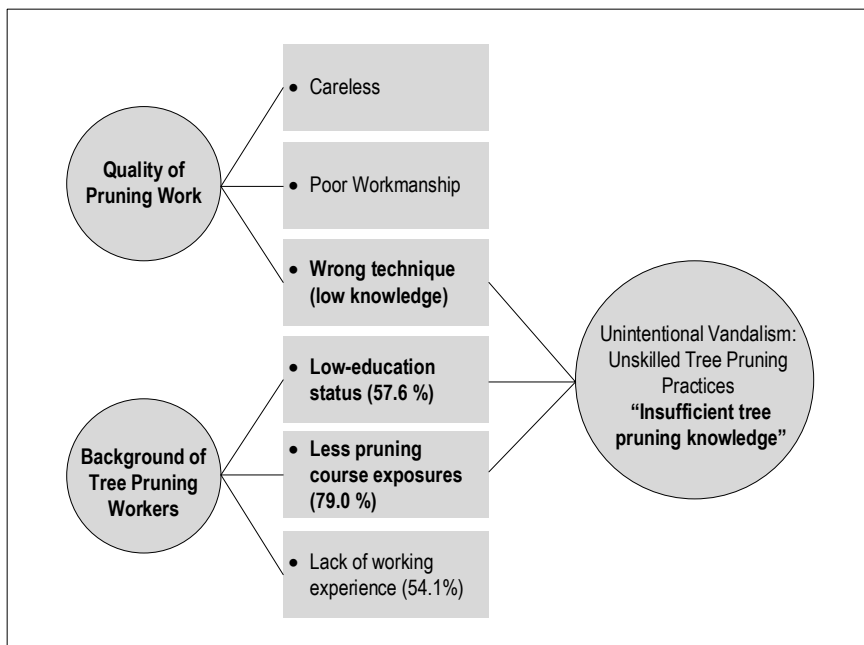 Quality of
Pruning Work
• Careless
• Poor Workmanship
• Wrong technique
(low knowledge)
Background of
Tree Pruning
Workers
• Low-education
status (57.6 %)
• Less pruning
course exposures
(79.0 %)
• Lack of working
experience (54.1%)
Unintentional Vandalism:
Unskilled Tree Pruning
Practices
“Insufficient tree
pruning knowledge”